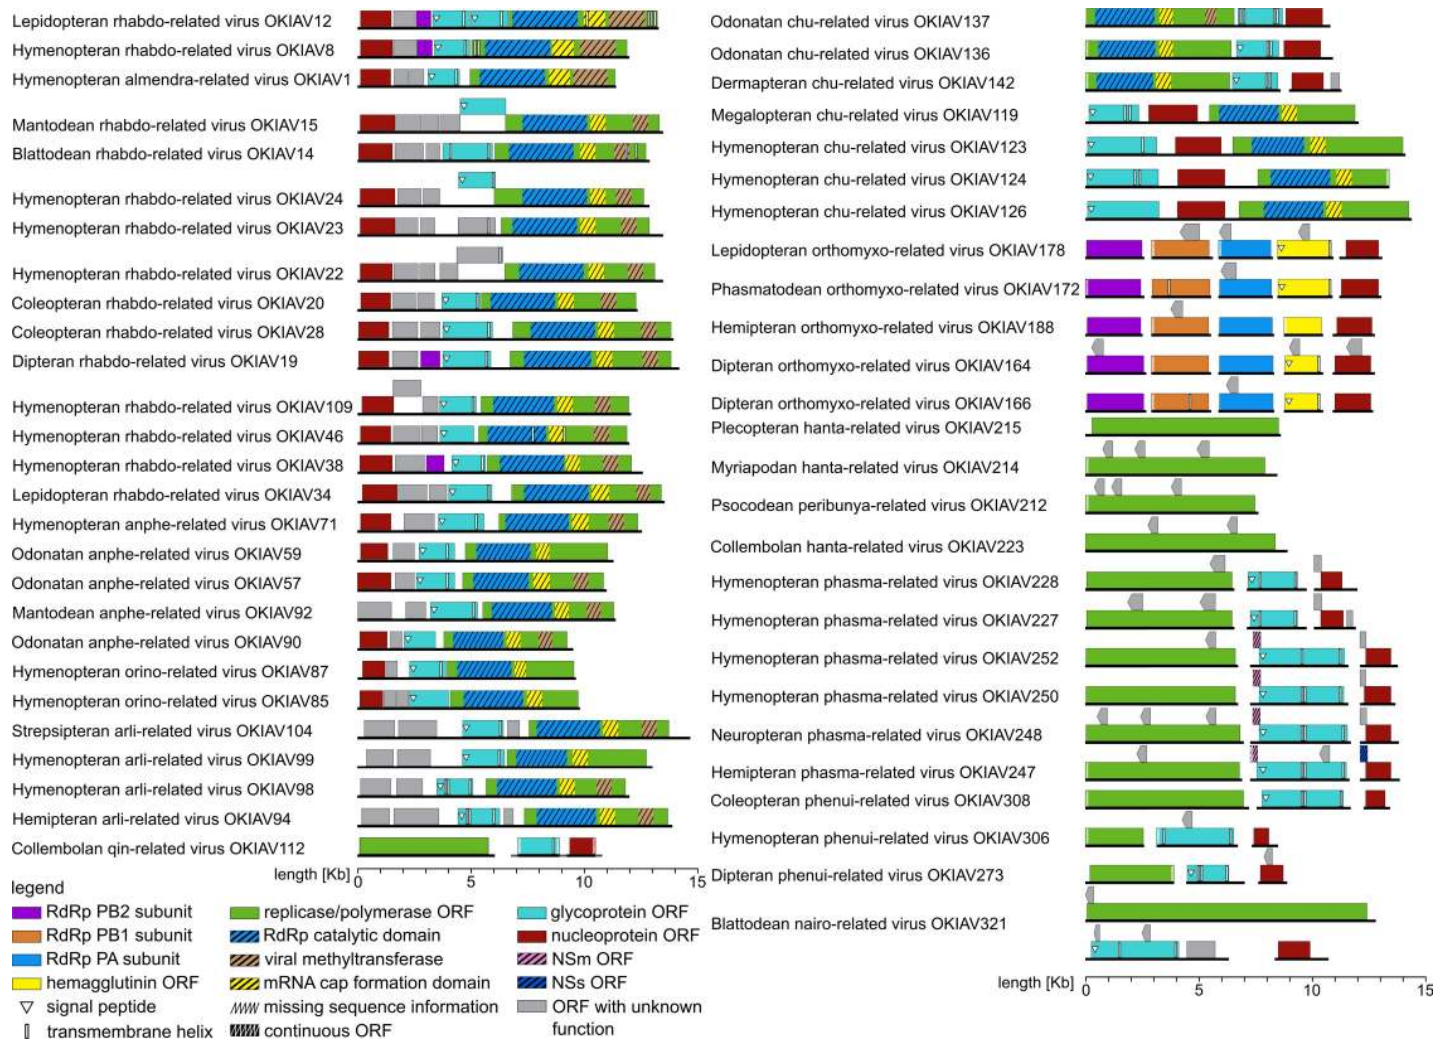 Lepidopteran rhabdo-related virus OKIAV12
Hymenopteran rhabdo-related virus OKIAV8
Hymenopteran almendra-related virus OKIAV1
Mantodean rhabdo-related virus OKIAV15
Blattodean rhabdo-related virus OKIAV14
Hymenopteran rhabdo-related virus OKIAV24
Hymenopteran rhabdo-related virus OKIAV23
Hymenopteran rhabdo-related virus OKIAV22
Coleopteran rhabdo-related virus OKIAV20
Coleopteran rhabdo-related virus OKIAV28
Dipteran rhabdo-related virus OKIAV19
Hymenopteran rhabdo-related virus OKIAV109
Hymenopteran rhabdo-related virus OKIAV46
Hymenopteran rhabdo-related virus OKIAV38
Lepidopteran rhabdo-related virus OKIAV34
Hymenopteran anphe-related virus OKIAV71
Odonatan anphe-related virus OKIAV59
Odonatan anphe-related virus OKIAV57
Mantodean anphe-related virus OKIAV92
Odonatan anphe-related virus OKIAV90
Hymenopteran orino-related virus OKIAV87
Hymenopteran orino-related virus OKIAV85
Strepsipteran arli-related virus OKIAV104
Hymenopteran arli-related virus OKIAV99
Hymenopteran arli-related virus OKIAV98
Hemipteran arli-related virus OKIAV94
Collembolan qin-related virus OKIAV112
length [Kb]
0 5 10 15
legend
RdRp PB2 subunit
RdRp PB1 subunit
RdRp PA subunit
hemagglutinin ORF
signal peptide
transmembrane helix
replicase/polymerase ORF
RdRp catalytic domain
viral methyltransferase
mRNA cap formation domain
missing sequence information
continuous ORF
glycoprotein ORF
nucleoprotein ORF
NSm ORF
NSs ORF
ORF with unknown
function
Odonatan chu-related virus OKIAV137
Odonatan chu-related virus OKIAV136
Dermapteran chu-related virus OKIAV142
Megalopteran chu-related virus OKIAV119
Hymenopteran chu-related virus OKIAV123
Hymenopteran chu-related virus OKIAV124
Hymenopteran chu-related virus OKIAV126
Lepidopteran orthomyxo-related virus OKIAV178
Phasmatodean orthomyxo-related virus OKIAV172
Hemipteran orthomyxo-related virus OKIAV188
Dipteran orthomyxo-related virus OKIAV164
Dipteran orthomyxo-related virus OKIAV166
Plecopteran hanta-related virus OKIAV215
Myriapodan hanta-related virus OKIAV214
Psocodean peribunya-related virus OKIAV212
Collembolan hanta-related virus OKIAV223
Hymenopteran phasma-related virus OKIAV228
Hymenopteran phasma-related virus OKIAV227
Hymenopteran phasma-related virus OKIAV252
Hymenopteran phasma-related virus OKIAV250
Neuropteran phasma-related virus OKIAV248
Hemipteran phasma-related virus OKIAV247
Coleopteran phenui-related virus OKIAV308
Hymenopteran phenui-related virus OKIAV306
Dipteran phenui-related virus OKIAV273
Blattodean nairo-related virus OKIAV321
length [Kb]
0 5 10 15